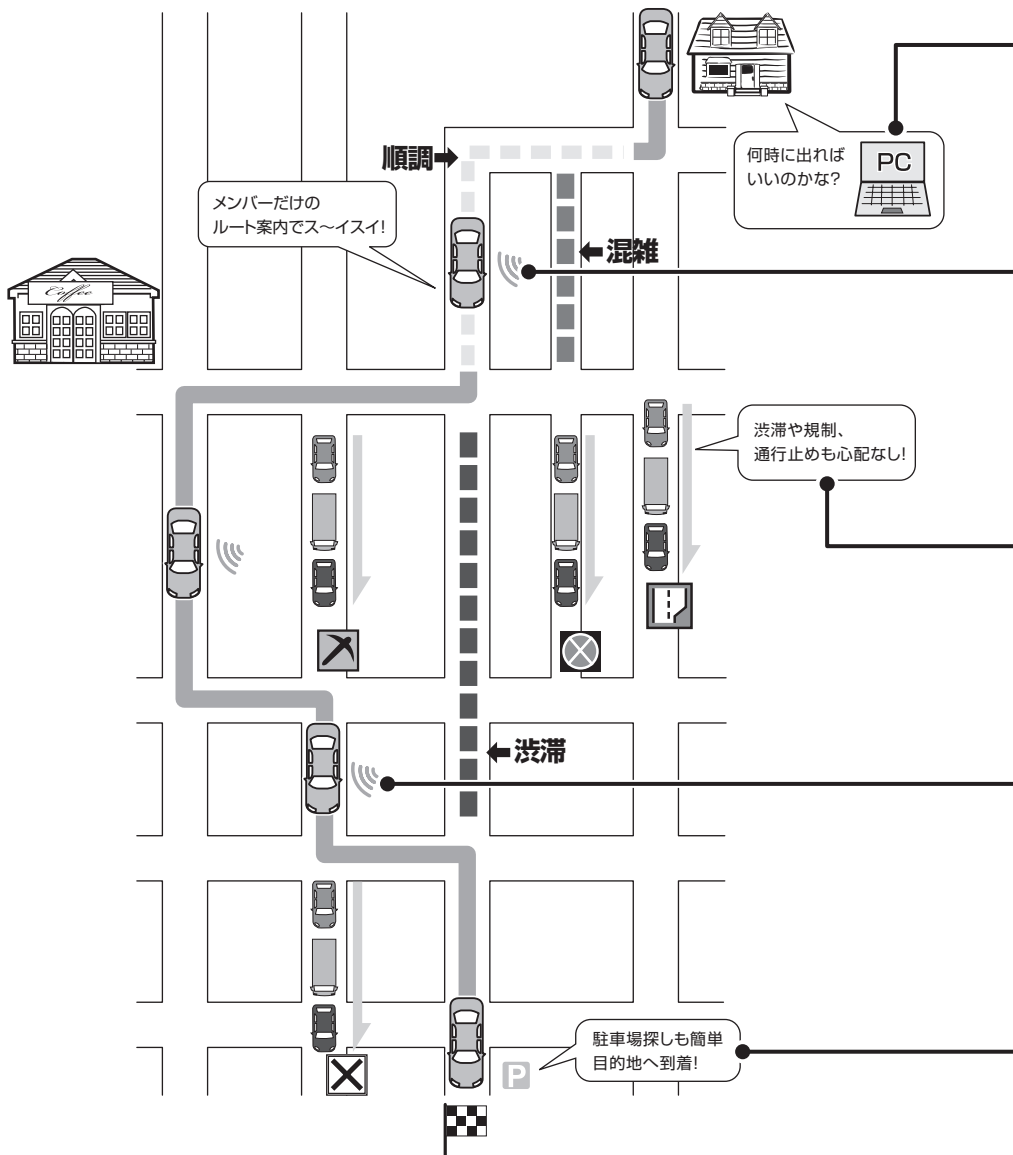 何時に出れば
いいのかな?
PC
順調
メンバーだけの
ルート案内でス〜イスイ!
混雑
Coffee
渋滞や規制、
通行止めも心配なし!
渋滞
駐車場探しも簡単
目的地へ到着!
P